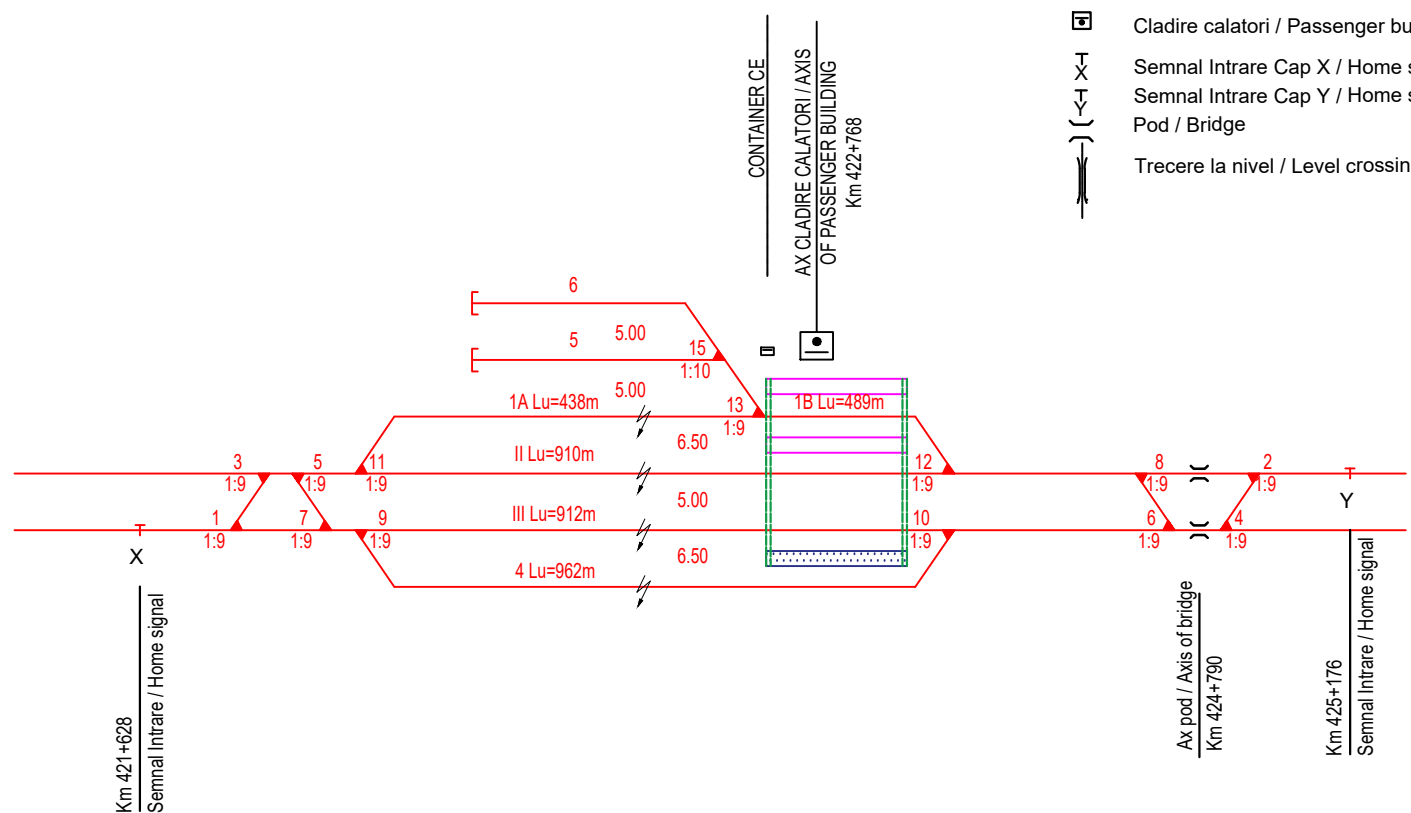 Cladire calatori / Passenger bu
X
Semnal Intrare Cap X / Home s
Y
Semnal Intrare Cap Y / Home s
Pod / Bridge
Trecere la nivel / Level crossin
CONTAINER CE
AX CLADIRE CALATORI / AXIS
OF PASSENGER BUILDING
Km 422+768
6
5.00
5
15
1:10
5.00
1A Lu=438m
13
1:9
1B Lu=489m
6.50
II Lu=910m
3
1:9
5
1:9
11
1:9
12
1:9
8
1:9
2
1:9
5.00
III Lu=912m
1
1:9
7
1:9
9
1:9
10
1:9
6
1:9
4
1:9
6.50
4 Lu=962m
X
Y
Km 421+628
Semnal Intrare / Home signal
Ax pod / Axis of bridge
Km 424+790
Km 425+176
Semnal Intrare / Home signal